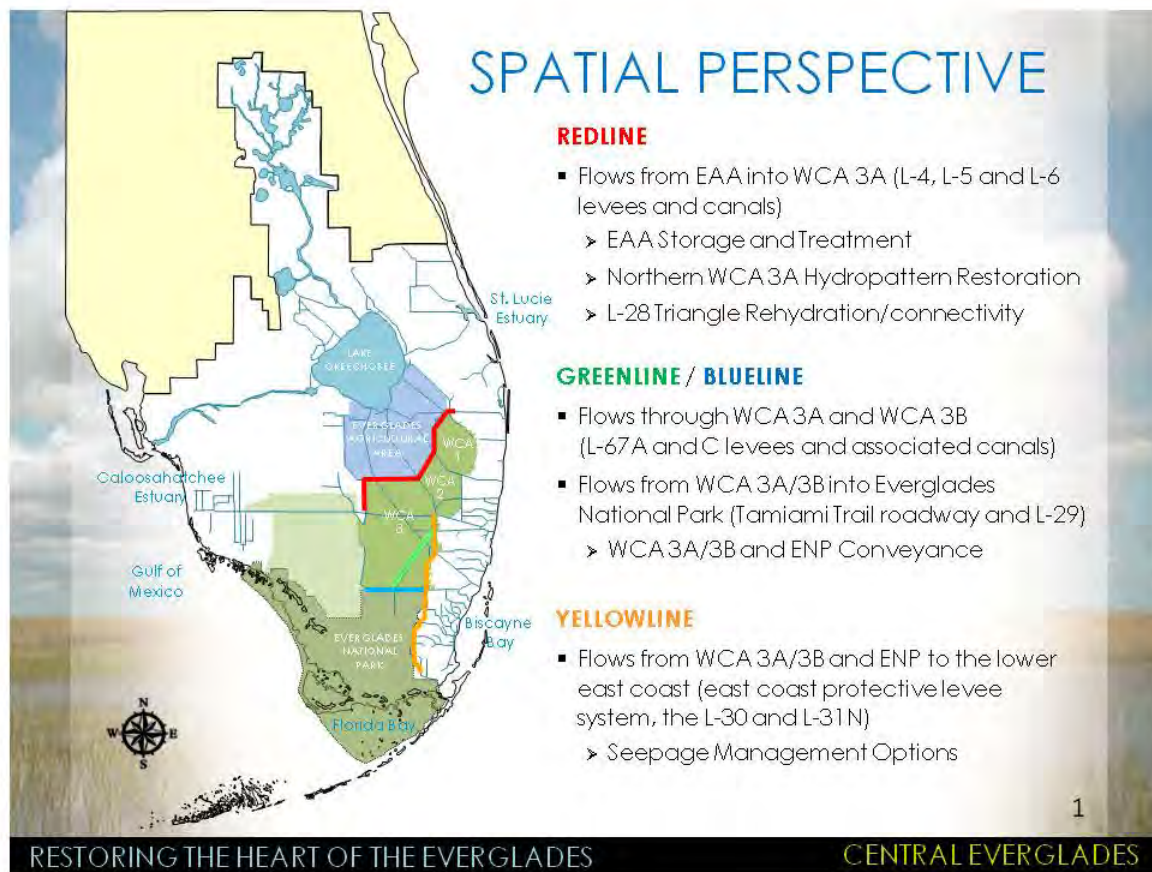 SPATIAL PERSPECTIVE
REDLINE
▪ Flows from EAA into WCA 3A (L-4, L-5 and L-6
levees and canals)
➢ EAA Storage and Treatment
➢ Northern WCA 3A Hydropattern Restoration
➢ L-28 Triangle Rehydration/connectivity
GREENLINE / BLUELINE
▪ Flows through WCA 3A and WCA 3B
(L-67A and C levees and associated canals)
▪ Flows from WCA 3A/3B into Everglades
National Park (Tamiami Trail roadway and L-29)
➢ WCA 3A/3B and ENP Conveyance
YELLOWLINE
▪ Flows from WCA 3A/3B and ENP to the lower
east coast (east coast protective levee
system, the L-30 and L-31N)
➢ Seepage Management Options
St. Lucie
Estuary
LAKE
OKEECHOBEE
EVERGLADES
AGRICULTURAL
AREA
WCA
1
WCA
2
WCA
3
Caloosahatchee
Estuary
Gulf of
Mexico
Biscayne
Bay
EVERGLADES
NATIONAL
PARK
Florida Bay
N
W
E
S
1
RESTORING THE HEART OF THE EVERGLADES
CENTRAL EVERGLADES